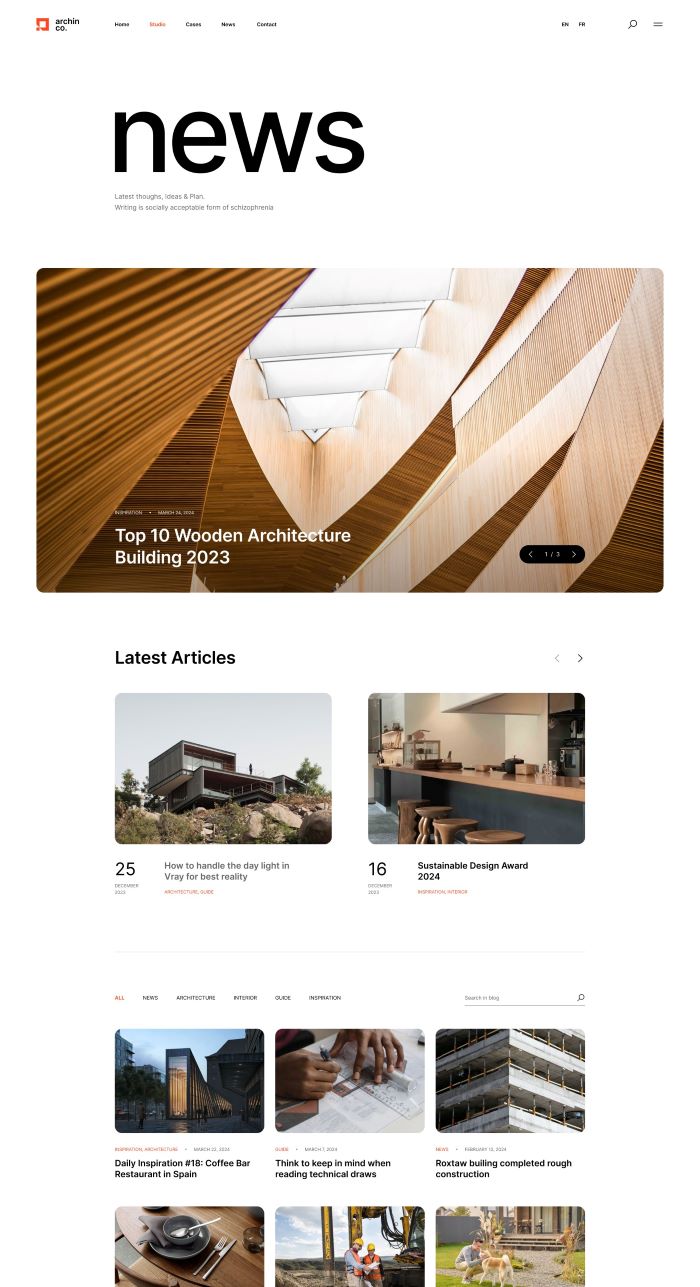 archin
co.
Home Studio Cases News Contact
EN FR
news
Latest thoughs, Ideas & Plan.
Writing is socially acceptable form of schizophrenia
INSPIRATION • MARCH 24, 2024
Top 10 Wooden Architecture
Building 2023
1 / 3
Latest Articles
25
DECEMBER
2023
How to handle the day light in
Vray for best reality
ARCHITECTURE, GUIDE
16
DECEMBER
2023
Sustainable Design Award
2024
INSPIRATION, INTERIOR
ALL NEWS ARCHITECTURE INTERIOR GUIDE INSPIRATION
Search in blog
INSPIRATION, ARCHITECTURE • MARCH 22, 2024
Daily Inspiration #18: Coffee Bar
Restaurant in Spain
GUIDE • MARCH 7, 2024
Think to keep in mind when
reading technical draws
NEWS • FEBRUARY 12, 2024
Roxtaw builing completed rough
construction